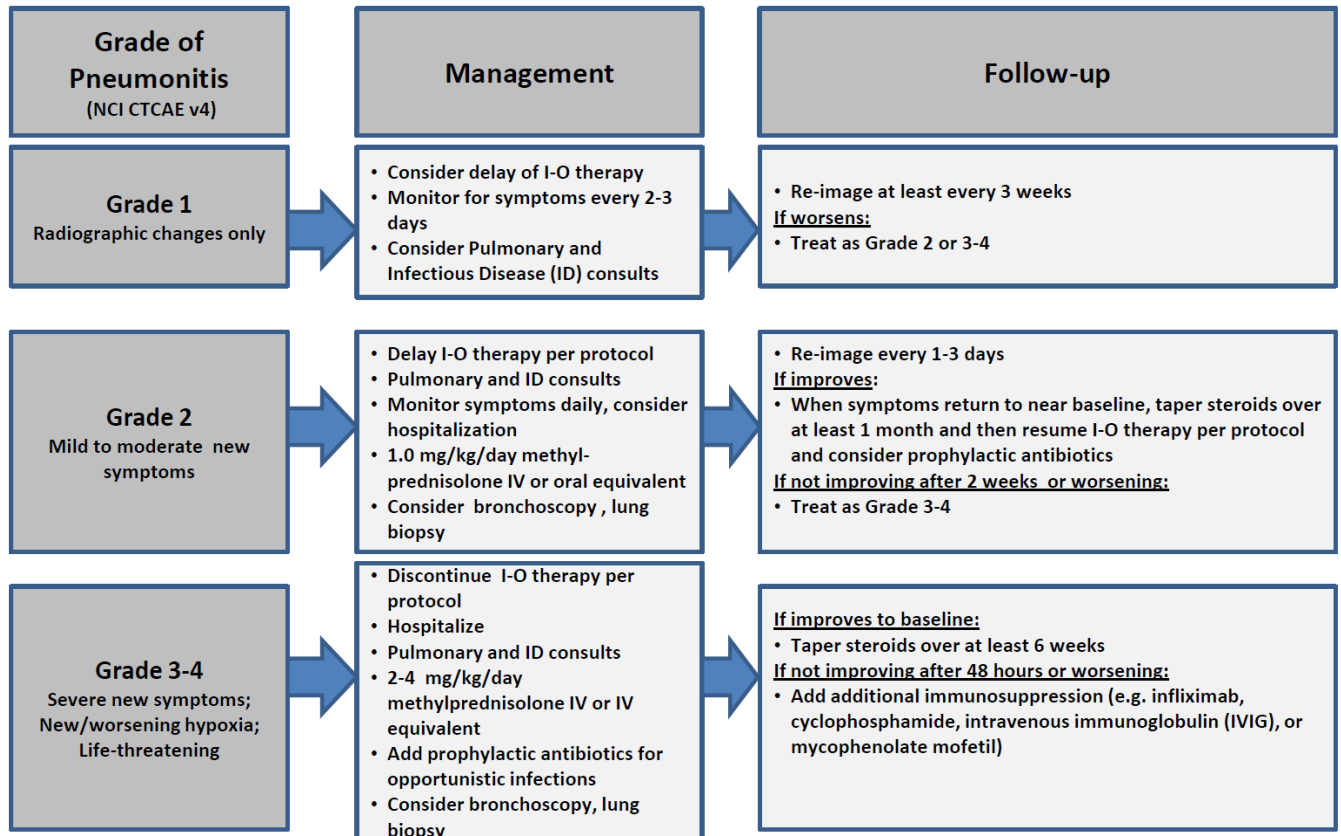 Grade of
Pneumonitis
(NCI CTCAE v4)
Management
Follow-up
Grade 1
Radiographic changes only
• Consider delay of I-O therapy
• Monitor for symptoms every 2-3
days
• Consider Pulmonary and
Infectious Disease (ID) consults
• Re-image at least every 3 weeks
If worsens:
• Treat as Grade 2 or 3-4
Grade 2
Mild to moderate new
symptoms
• Delay I-O therapy per protocol
• Pulmonary and ID consults
• Monitor symptoms daily, consider
hospitalization
• 1.0 mg/kg/day methyl-
prednisolone IV or oral equivalent
• Consider bronchoscopy , lung
biopsy
• Re-image every 1-3 days
If improves:
• When symptoms return to near baseline, taper steroids over
at least 1 month and then resume I-O therapy per protocol
and consider prophylactic antibiotics
If not improving after 2 weeks or worsening:
• Treat as Grade 3-4
Grade 3-4
Severe new symptoms;
New/worsening hypoxia;
Life-threatening
• Discontinue I-O therapy per
protocol
• Hospitalize
• Pulmonary and ID consults
• 2-4 mg/kg/day
methylprednisolone IV or IV
equivalent
• Add prophylactic antibiotics for
opportunistic infections
• Consider bronchoscopy, lung
biopsy
If improves to baseline:
• Taper steroids over at least 6 weeks
If not improving after 48 hours or worsening:
• Add additional immunosuppression (e.g. infliximab,
cyclophosphamide, intravenous immunoglobulin (IVIG), or
mycophenolate mofetil)